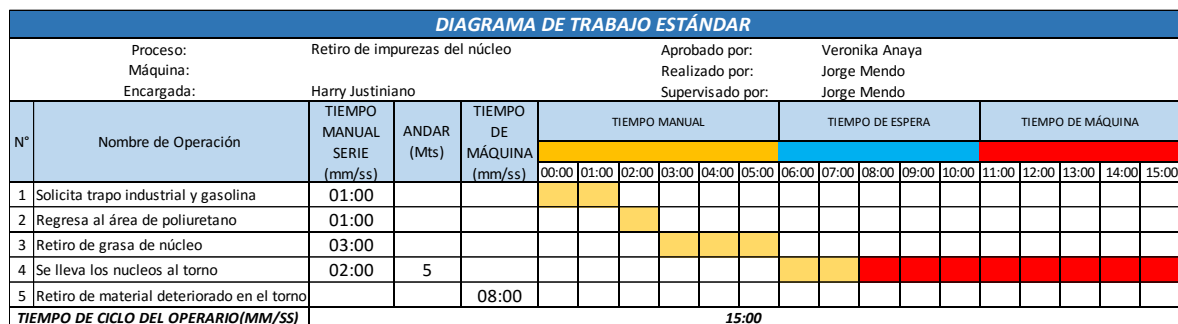 DIAGRAMA DE TRABAJO ESTÁNDAR
Proceso: Retiro de impurezas del núcleo Aprobado por: Veronika Anaya
Máquina: Realizado por: Jorge Mendo
Encargada: Harry Justiniano Supervisado por: Jorge Mendo
N° Nombre de Operación TIEMPO MANUAL SERIE (mm/ss) ANDAR (Mts) TIEMPO DE MÁQUINA (mm/ss) TIEMPO MANUAL TIEMPO DE ESPERA TIEMPO DE MÁQUINA
00:00 01:00 02:00 03:00 04:00 05:00 06:00 07:00 08:00 09:00 10:00 11:00 12:00 13:00 14:00 15:00
1 Solicita trapo industrial y gasolina 01:00
2 Regresa al área de poliuretano 01:00
3 Retiro de grasa de núcleo 03:00
4 Se lleva los nucleos al torno 02:00 5
5 Retiro de material deteriorado en el torno 08:00
TIEMPO DE CICLO DEL OPERARIO(MM/SS) 15:00